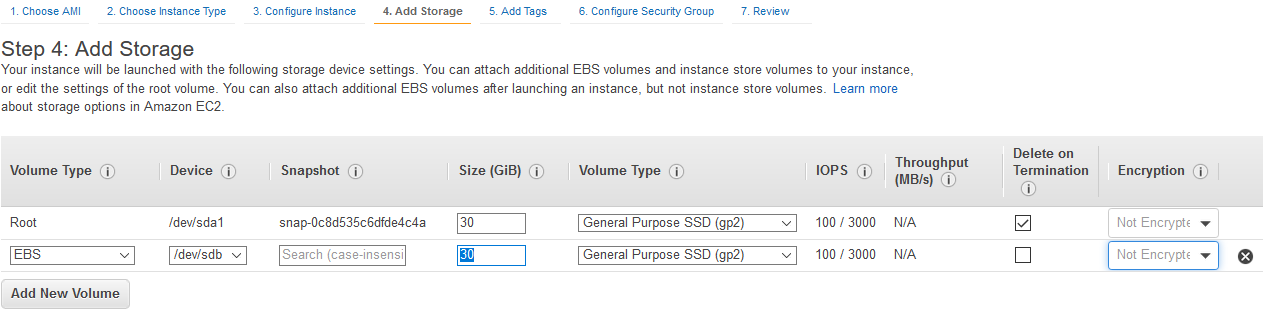 1. Choose AMI 2. Choose Instance Type 3. Configure Instance 4. Add Storage 5. Add Tags 6. Configure Security Group 7. Review
Step 4: Add Storage
Your instance will be launched with the following storage device settings. You can attach additional EBS volumes and instance store volumes to your instance,
or edit the settings of the root volume. You can also attach additional EBS volumes after launching an instance, but not instance store volumes. Learn more
about storage options in Amazon EC2.
Volume Type i Device i Snapshot i Size (GiB) i Volume Type i IOPS i Throughput (MB/s) i Delete on Termination i Encryption i
Root /dev/sda1 snap-0c8d535c6dfde4c4a 30 General Purpose SSD (gp2) 100 / 3000 N/A Not Encrypte
EBS /dev/sdb Search (case-insensi 30 General Purpose SSD (gp2) 100 / 3000 N/A Not Encrypte
Add New Volume